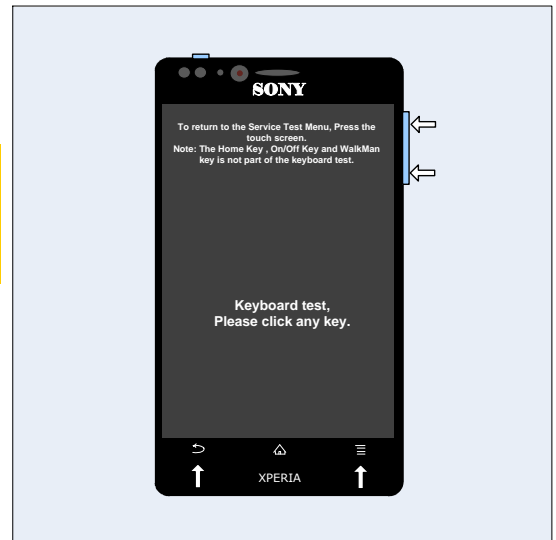 SONY
To return to the Service Test Menu, Press the
touch screen.
Note: The Home Key , On/Off Key and WalkMan
key is not part of the keyboard test.
Keyboard test,
Please click any key.
XPERIA